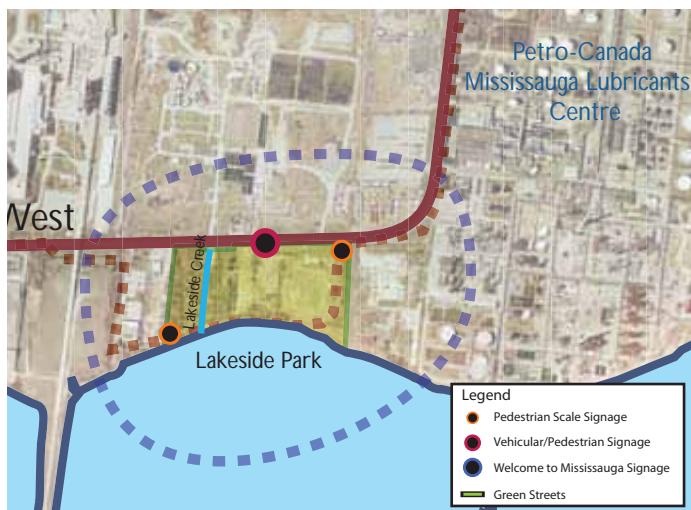 Petro-Canada
Mississauga Lubricants
Centre
West
Lakeside Creek
Lakeside Park
Legend
Pedestrian Scale Signage
Vehicular/Pedestrian Signage
Welcome to Mississauga Signage
Green Streets